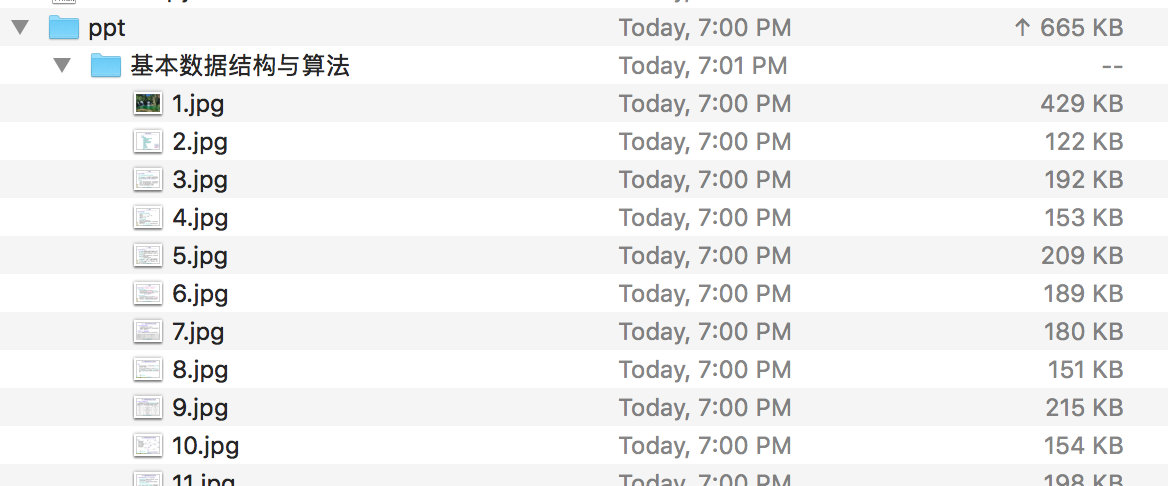 ppt Today, 7:00 PM ↑ 665 KB
基本数据结构与算法 Today, 7:01 PM --
1.jpg Today, 7:00 PM 429 KB
2.jpg Today, 7:00 PM 122 KB
3.jpg Today, 7:00 PM 192 KB
4.jpg Today, 7:00 PM 153 KB
5.jpg Today, 7:00 PM 209 KB
6.jpg Today, 7:00 PM 189 KB
7.jpg Today, 7:00 PM 180 KB
8.jpg Today, 7:00 PM 151 KB
9.jpg Today, 7:00 PM 215 KB
10.jpg Today, 7:00 PM 154 KB
11.jpg Today, 7:00 PM 198 KB